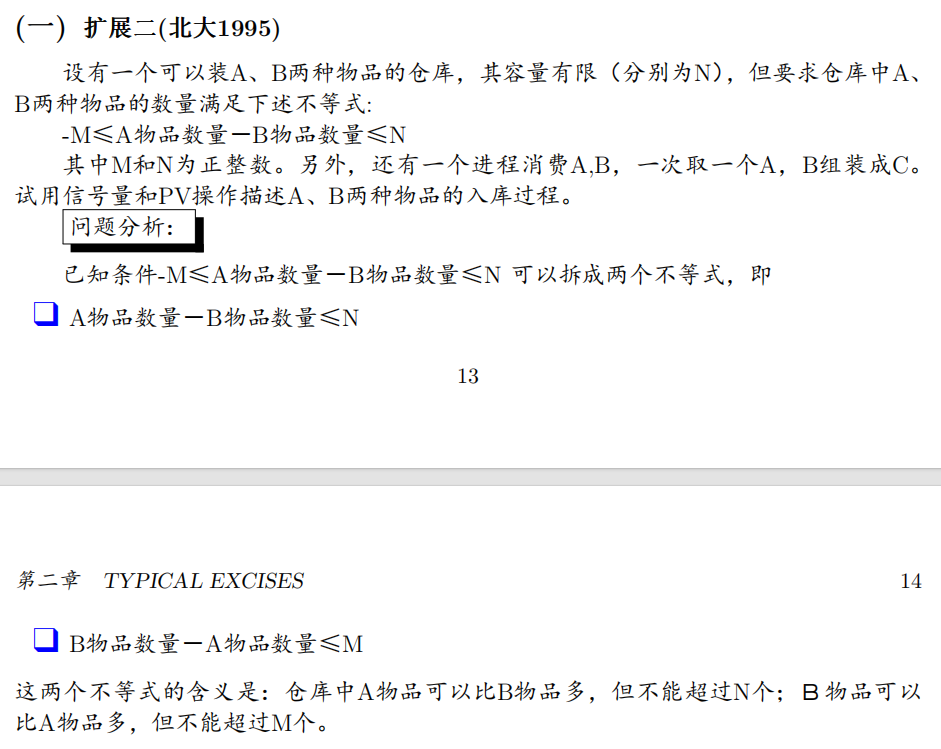 (一) 扩展二(北大1995)
设有一个可以装A、B两种物品的仓库，其容量有限（分别为N），但要求仓库中A、
B两种物品的数量满足下述不等式:
-M≤A物品数量－B物品数量≤N
其中M和N为正整数。另外，还有一个进程消费A,B，一次取一个A，B组装成C。
试用信号量和PV操作描述A、B两种物品的入库过程。
问题分析：
已知条件-M≤A物品数量－B物品数量≤N 可以拆成两个不等式，即
❑ A物品数量－B物品数量≤N
13
第二章 TYPICAL EXCISES 14
❑ B物品数量－A物品数量≤M
这两个不等式的含义是：仓库中A物品可以比B物品多，但不能超过N个；B物品可以
比A物品多，但不能超过M个。